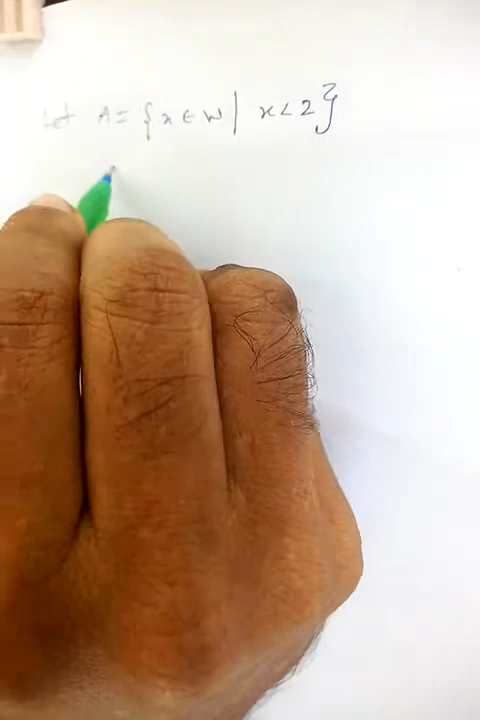 Let A = {x ∈ W | x < 2}